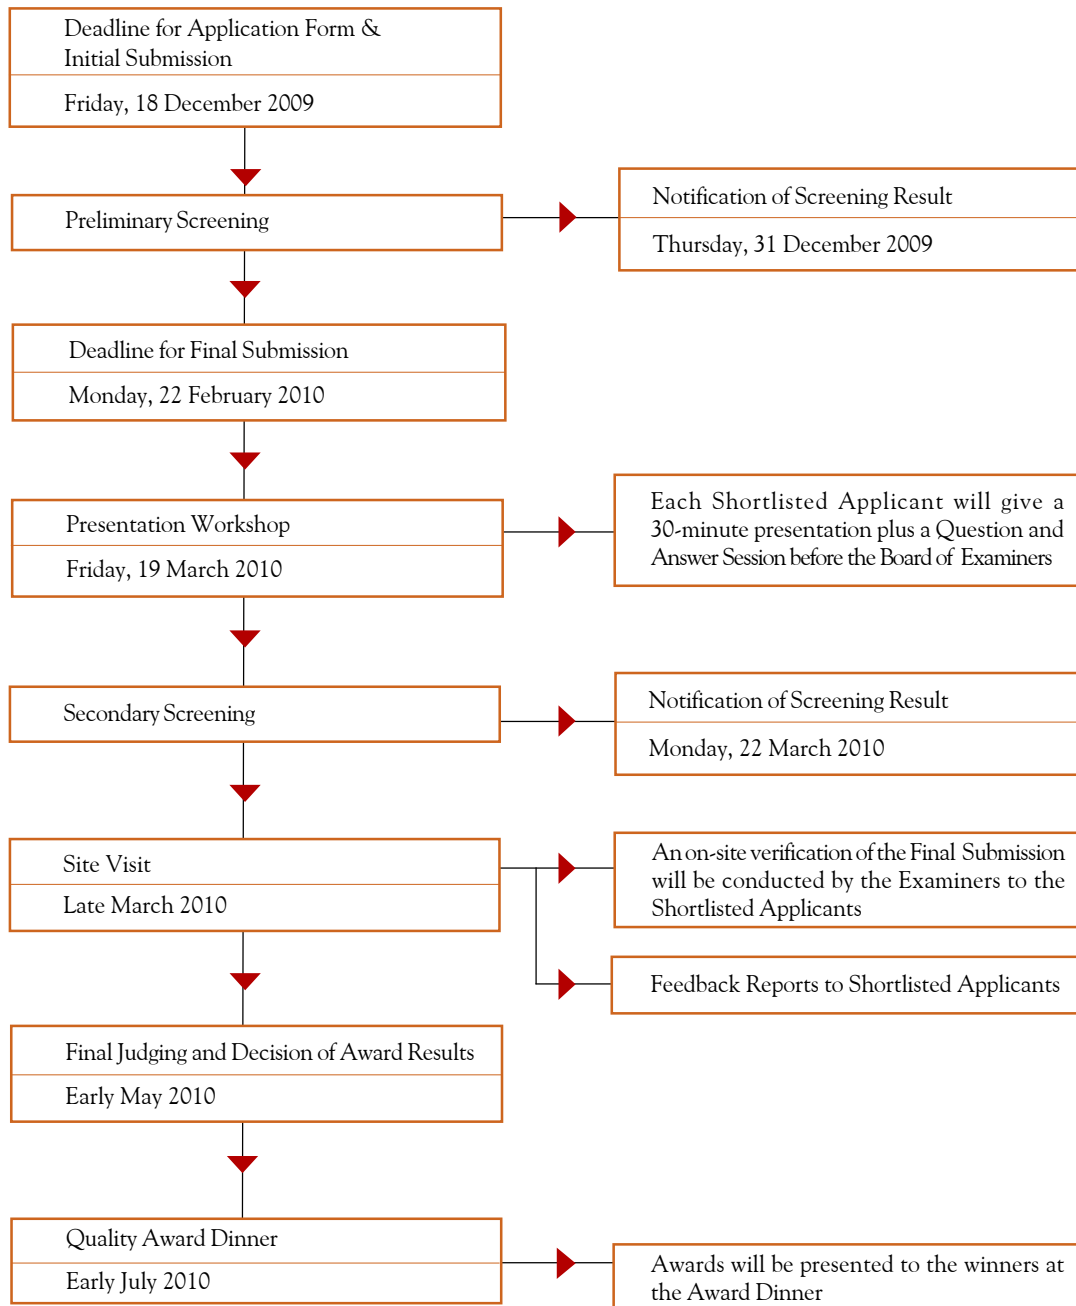 Deadline for Application Form &
Initial Submission
Friday, 18 December 2009
Preliminary Screening
Notification of Screening Result
Thursday, 31 December 2009
Deadline for Final Submission
Monday, 22 February 2010
Presentation Workshop
Friday, 19 March 2010
Each Shortlisted Applicant will give a
30-minute presentation plus a Question and
Answer Session before the Board of Examiners
Secondary Screening
Notification of Screening Result
Monday, 22 March 2010
Site Visit
Late March 2010
An on-site verification of the Final Submission
will be conducted by the Examiners to the
Shortlisted Applicants
Feedback Reports to Shortlisted Applicants
Final Judging and Decision of Award Results
Early May 2010
Quality Award Dinner
Early July 2010
Awards will be presented to the winners at
the Award Dinner